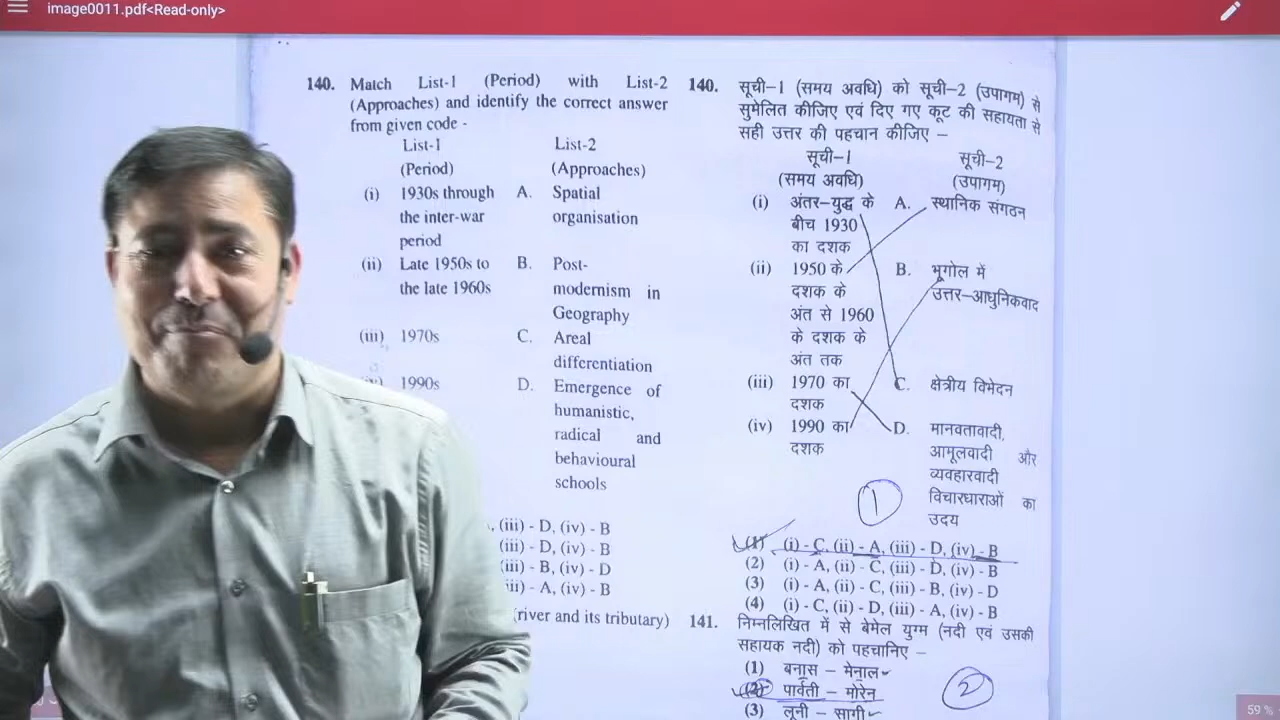 image0011.pdf<Read-only>
140. Match List-1 (Period) with List-2
(Approaches) and identify the correct answer
from given code -
List-1 List-2
(Period) (Approaches)
(i) 1930s through A. Spatial
the inter-war organisation
period
(ii) Late 1950s to B. Post-
the late 1960s modernism in
Geography
(iii) 1970s C. Areal
differentiation
1990s D. Emergence of
humanistic,
radical and
behavioural
schools
, (iii) - D, (iv) - B
(iii) - D, (iv) - B
(iii) - B, (iv) - D
(iii) - A, (iv) - B
(river and its tributary)
140. सूची-1 (समय अवधि) को सूची-2 (उपागम) से
सुमेलित कीजिए एवं दिए गए कूट की सहायता से
सही उत्तर की पहचान कीजिए –
सूची-1 सूची-2
(समय अवधि) (उपागम)
(i) अंतर-युद्ध के A. स्थानिक संगठन
बीच 1930
का दशक
(ii) 1950 के B. भूगोल में
दशक के उत्तर-आधुनिकवाद
अंत से 1960
के दशक के
अंत तक
(iii) 1970 का C. क्षेत्रीय विभेदन
दशक
(iv) 1990 का D. मानवतावादी,
दशक आमूलवादी और
व्यवहारवादी
विचारधाराओं का
उदय
1
(1) (i) - C, (ii) - A, (iii) - D, (iv) - B
(2) (i) - A, (ii) - C, (iii) - D, (iv) - B
(3) (i) - A, (ii) - C, (iii) - B, (iv) - D
(4) (i) - C, (ii) - D, (iii) - A, (iv) - B
141. निम्नलिखित में से बेमेल युग्म (नदी एवं उसकी
सहायक नदी) को पहचानिए –
(1) बनास – मेनाल
(2) पार्वती – मोरेन
2
(3) लूनी – सागी
59 %